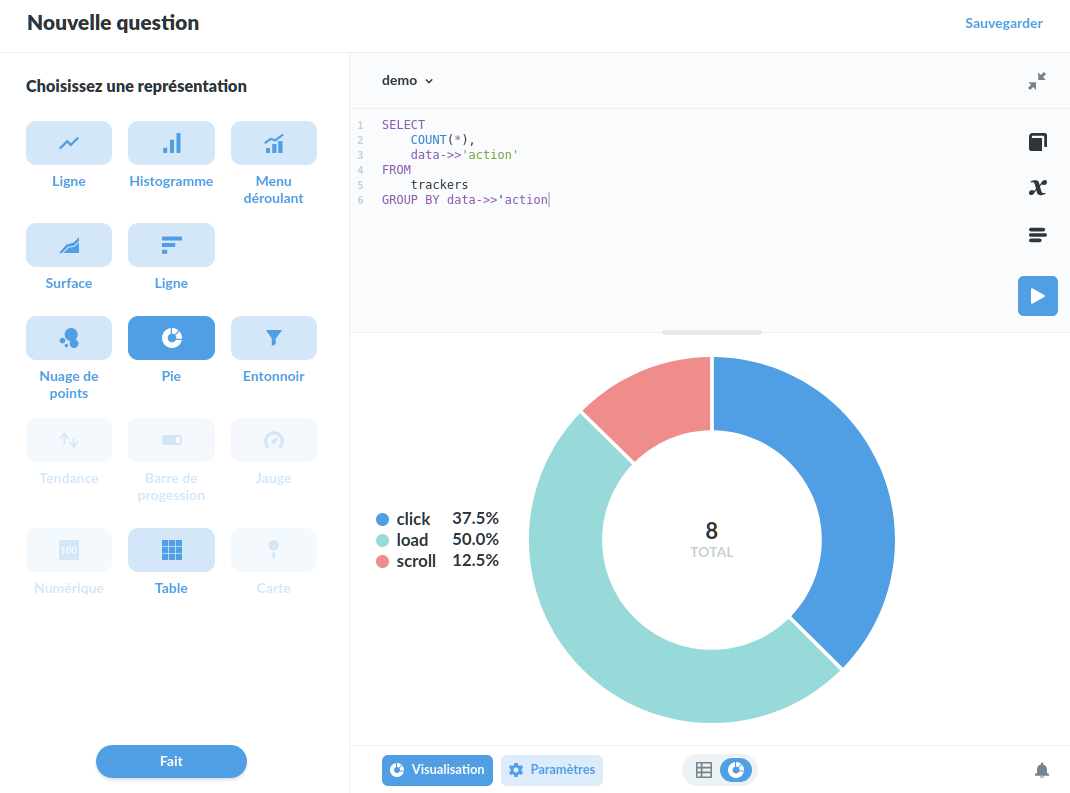 Nouvelle question
Sauvegarder
Choisissez une représentation
Ligne
Histogramme
Menu
déroulant
Surface
Ligne
Nuage de
points
Pie
Entonnoir
Tendance
Barre de
progession
Jauge
100
Numérique
Table
Carte
Fait
demo
1 SELECT
2 COUNT(*),
3 data->>'action'
4 FROM
5 trackers
6 GROUP BY data->>'action
x
click 37.5%
load 50.0%
scroll 12.5%
8
TOTAL
Visualisation
Paramètres